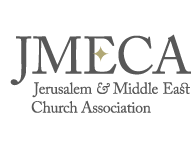 JMECA
Jerusalem & Middle East
Church Association